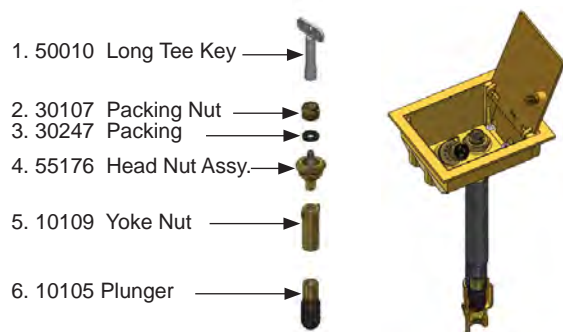 1. 50010 Long Tee Key
2. 30107 Packing Nut
3. 30247 Packing
4. 55176 Head Nut Assy.
5. 10109 Yoke Nut
6. 10105 Plunger